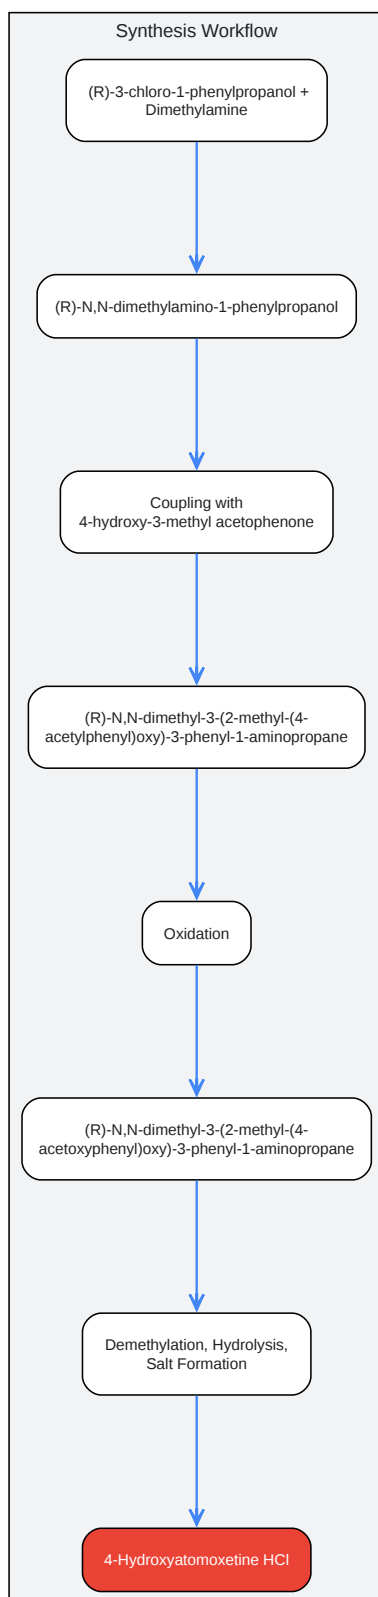 Synthesis Workflow
(R)-3-chloro-1-phenylpropanol +
Dimethylamine
(R)-N,N-dimethylamino-1-phenylpropanol
Coupling with
4-hydroxy-3-methyl acetophenone
(R)-N,N-dimethyl-3-(2-methyl-(4-
acetylphenyl)oxy)-3-phenyl-1-aminopropane
Oxidation
(R)-N,N-dimethyl-3-(2-methyl-(4-
acetoxyphenyl)oxy)-3-phenyl-1-aminopropane
Demethylation, Hydrolysis,
Salt Formation
4-Hydroxyatomoxetine HCl